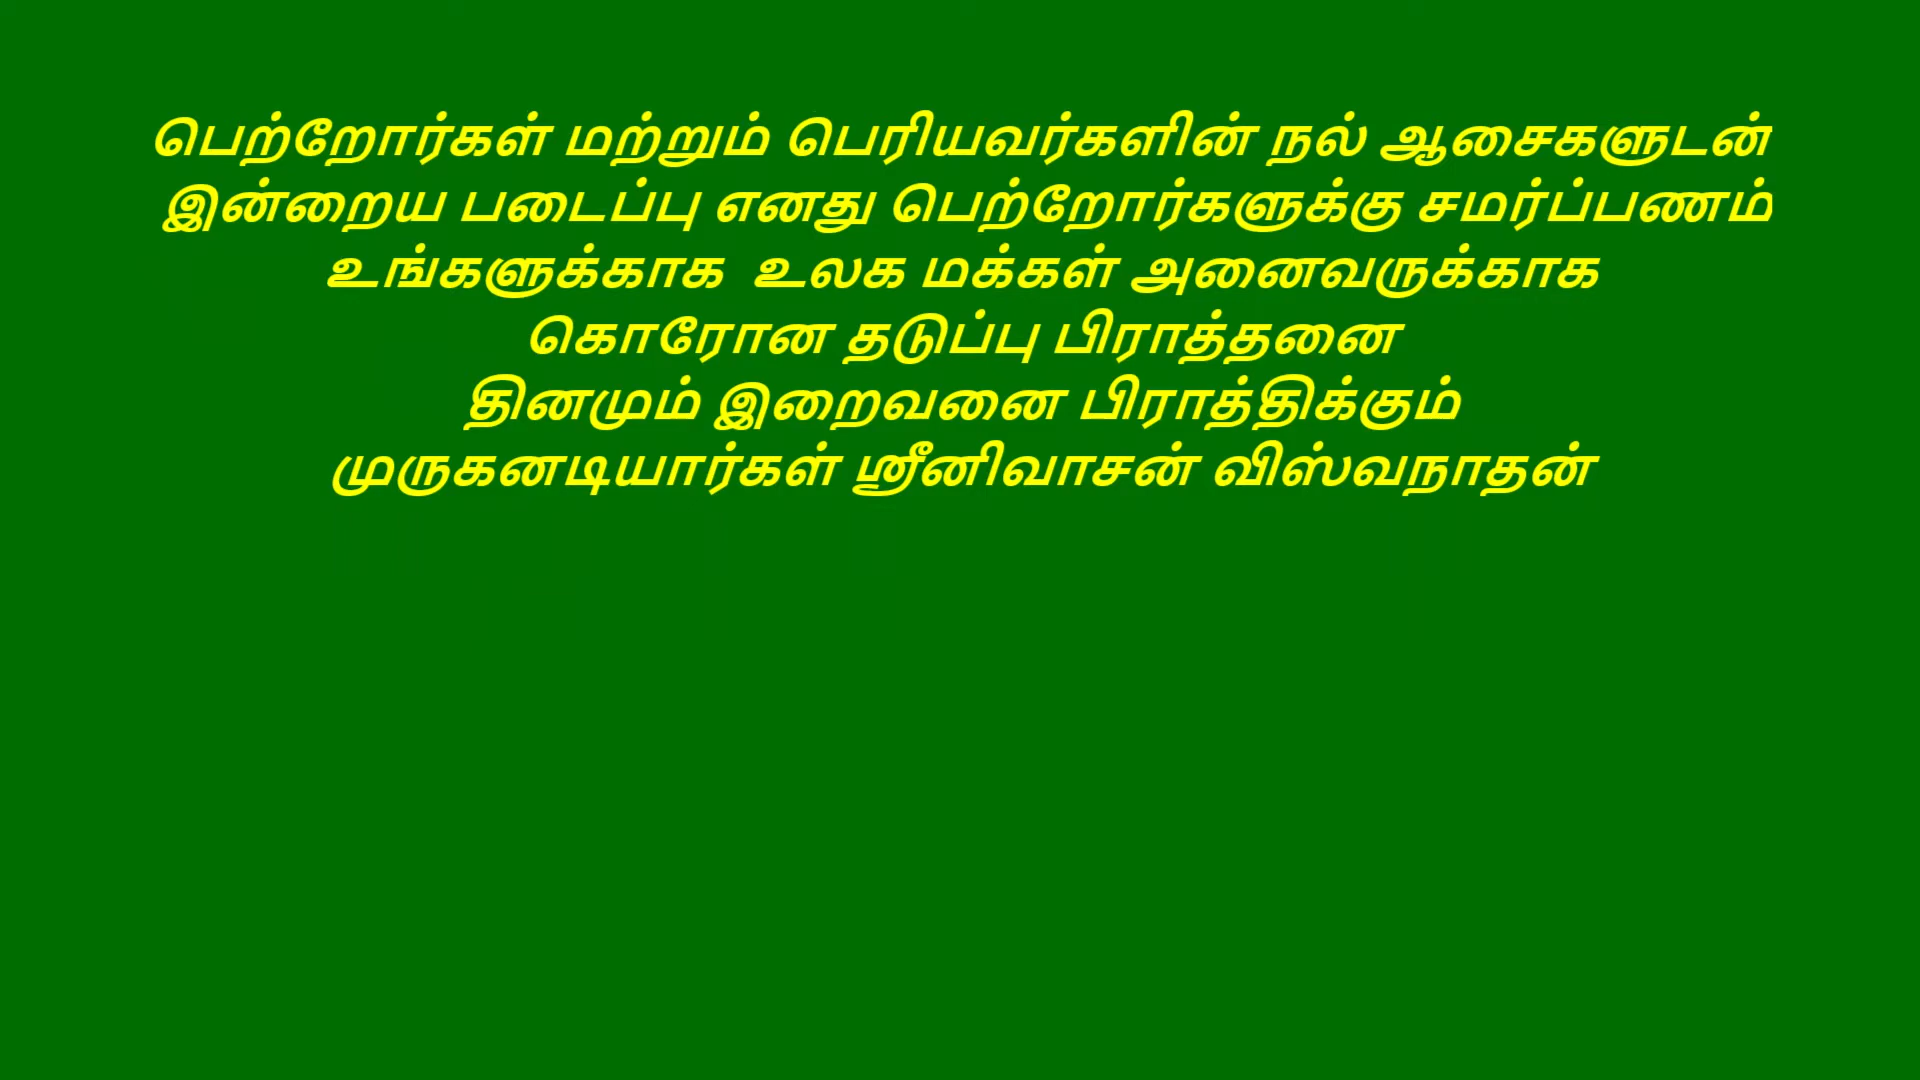 பெற்றோர்கள் மற்றும் பெரியவர்களின் நல் ஆசைகளுடன்
இன்றைய படைப்பு எனது பெற்றோர்களுக்கு சமர்ப்பணம்
உங்களுக்காக உலக மக்கள் அனைவருக்காக
கொரோன தடுப்பு பிராத்தனை
தினமும் இறைவனை பிராத்திக்கும்
முருகனடியார்கள் ஸ்ரீனிவாசன் விஸ்வநாதன்